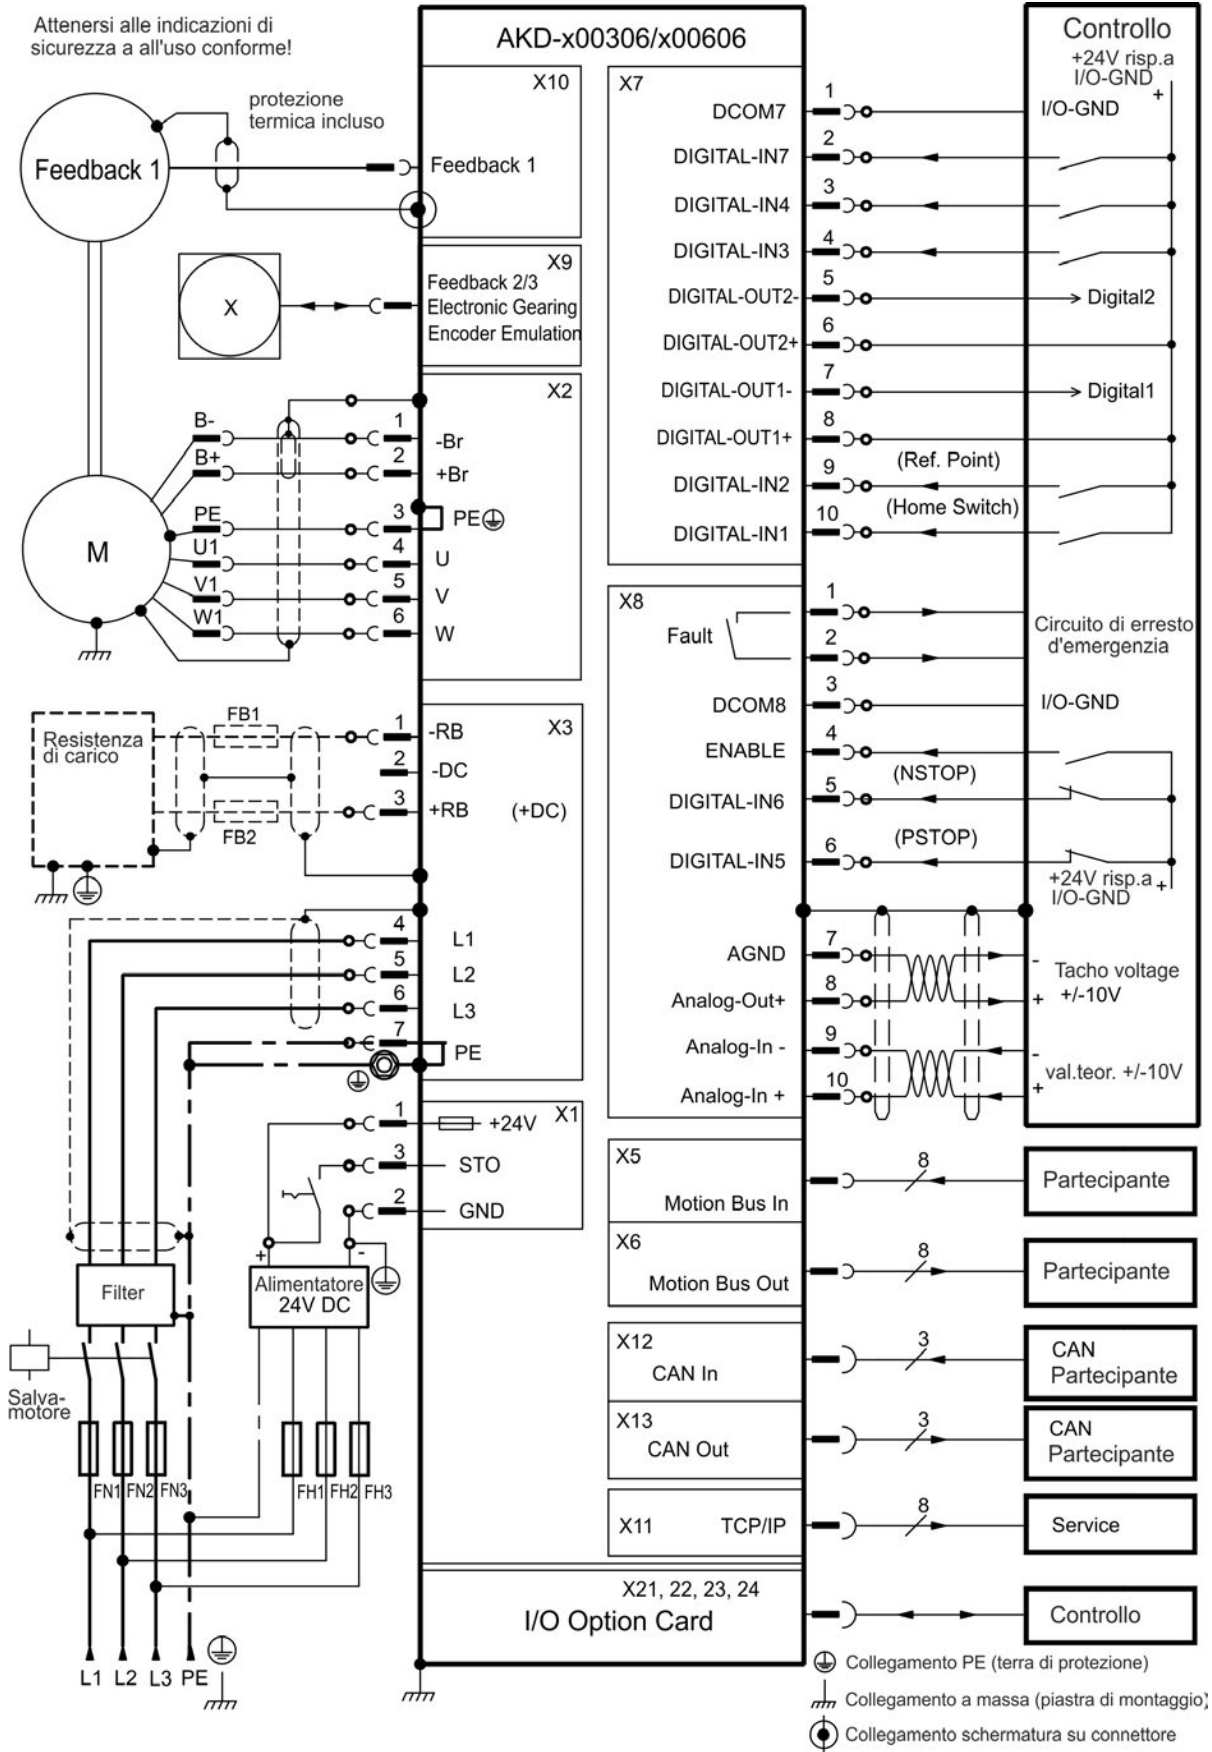 Attenersi alle indicazioni di
sicurezza a all'uso conforme!
AKD-x00306/x00606
Controllo
+24V risp.a
I/O-GND
+
X10
protezione
termica incluso
Feedback 1
Feedback 1
X9
Feedback 2/3
Electronic Gearing
Encoder Emulation
X
X2
B-
1
-Br
B+
2
+Br
PE
3
PE
U1
4
U
V1
5
V
W1
6
W
M
X3
Resistenza
di carico
FB1
1
-RB
2
-DC
3
+RB
(+DC)
FB2
4
L1
5
L2
6
L3
7
PE
X1
1
+24V
3
STO
2
GND
+
-
Alimentatore
24V DC
Filter
Salva-
motore
FN1
FN2
FN3
FH1
FH2
FH3
L1
L2
L3
PE
X7
DCOM7
1
I/O-GND
DIGITAL-IN7
2
DIGITAL-IN4
3
DIGITAL-IN3
4
DIGITAL-OUT2-
5
Digital2
DIGITAL-OUT2+
6
DIGITAL-OUT1-
7
Digital1
DIGITAL-OUT1+
8
DIGITAL-IN2
9
(Ref. Point)
DIGITAL-IN1
10
(Home Switch)
X8
Fault
1
2
Circuito di erresto
d'emergenzia
DCOM8
3
I/O-GND
ENABLE
4
DIGITAL-IN6
5
(NSTOP)
DIGITAL-IN5
6
(PSTOP)
+24V risp.a
I/O-GND
+
AGND
7
-
Analog-Out+
8
+
Tacho voltage
+/-10V
Analog-In -
9
-
Analog-In +
10
+
val.teor. +/-10V
X5
Motion Bus In
8
Partecipante
X6
Motion Bus Out
8
Partecipante
X12
CAN In
3
CAN
Partecipante
X13
CAN Out
3
CAN
Partecipante
X11
TCP/IP
8
Service
X21, 22, 23, 24
I/O Option Card
Controllo
Collegamento PE (terra di protezione)
Collegamento a massa (piastra di montaggio)
Collegamento schermatura su connettore